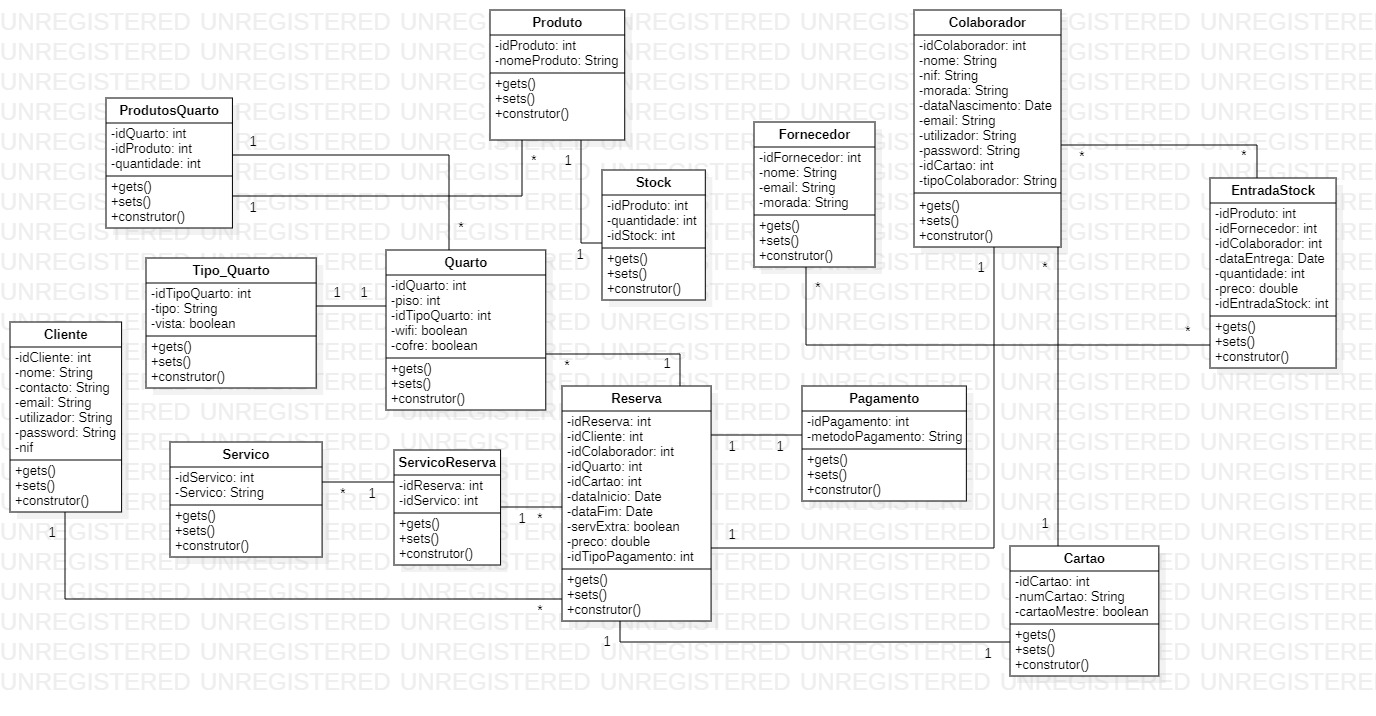 Produto
-idProduto: int
-nomeProduto: String
+gets()
+sets()
+construtor()
*
1
Colaborador
-idColaborador: int
-nome: String
-nif: String
-morada: String
-dataNascimento: Date
-email: String
-utilizador: String
-password: String
-idCartao: int
-tipoColaborador: String
+gets()
+sets()
+construtor()
*
*
1
*
ProdutosQuarto
-idQuarto: int
-idProduto: int
-quantidade: int
+gets()
+sets()
+construtor()
1
1
*
Fornecedor
-idFornecedor: int
-nome: String
-email: String
-morada: String
+gets()
+sets()
+construtor()
*
*
Stock
-idProduto: int
-quantidade: int
-idStock: int
+gets()
+sets()
+construtor()
1
EntradaStock
-idProduto: int
-idFornecedor: int
-idColaborador: int
-dataEntrega: Date
-quantidade: int
-preco: double
-idEntradaStock: int
+gets()
+sets()
+construtor()
Tipo_Quarto
-idTipoQuarto: int
-tipo: String
-vista: boolean
+gets()
+sets()
+construtor()
1
1
Quarto
-idQuarto: int
-piso: int
-idTipoQuarto: int
-wifi: boolean
-cofre: boolean
+gets()
+sets()
+construtor()
*
1
Cliente
-idCliente: int
-nome: String
-contacto: String
-email: String
-utilizador: String
-password: String
-nif
+gets()
+sets()
+construtor()
1
*
Servico
-idServico: int
-Servico: String
+gets()
+sets()
+construtor()
*
1
ServicoReserva
-idReserva: int
-idServico: int
+gets()
+sets()
+construtor()
1
*
Reserva
-idReserva: int
-idCliente: int
-idColaborador: int
-idQuarto: int
-idCartao: int
-dataInicio: Date
-dataFim: Date
-servExtra: boolean
-preco: double
-idTipoPagamento: int
+gets()
+sets()
+construtor()
1
1
1
1
1
Pagamento
-idPagamento: int
-metodoPagamento: String
+gets()
+sets()
+construtor()
1
Cartao
-idCartao: int
-numCartao: String
-cartaoMestre: boolean
+gets()
+sets()
+construtor()
UNREGISTERED UNREGISTERED UNREGISTERED UNREGISTERED UNREGISTERED UNREGISTERED UNREGISTERED